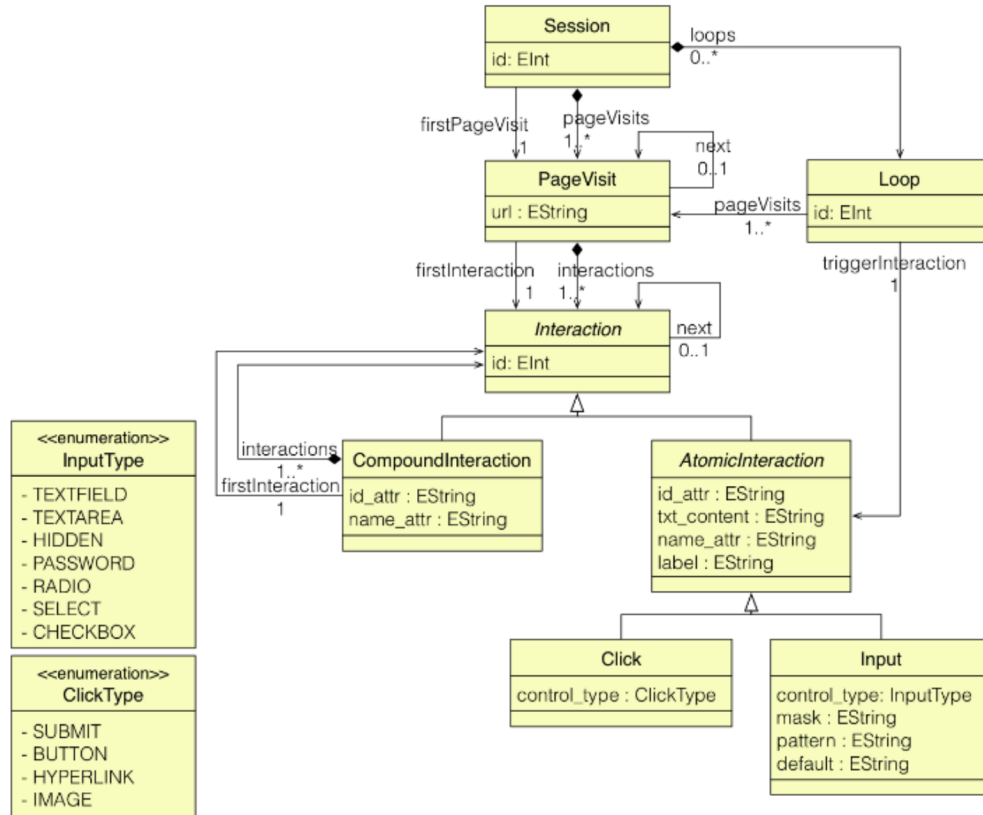 Session
id: EInt
loops
0..*
firstPageVisit
1
pageVisits
1..*
next
0..1
PageVisit
url : EString
pageVisits
1..*
Loop
id: EInt
triggerInteraction
1
firstInteraction
1
interactions
1..*
Interaction
id: EInt
next
0..1
interactions
1..*
firstInteraction
1
CompoundInteraction
id_attr : EString
name_attr : EString
AtomicInteraction
id_attr : EString
txt_content : EString
name_attr : EString
label : EString
<<enumeration>>
InputType
- TEXTFIELD
- TEXTAREA
- HIDDEN
- PASSWORD
- RADIO
- SELECT
- CHECKBOX
<<enumeration>>
ClickType
- SUBMIT
- BUTTON
- HYPERLINK
- IMAGE
Click
control_type : ClickType
Input
control_type: InputType
mask : EString
pattern : EString
default : EString